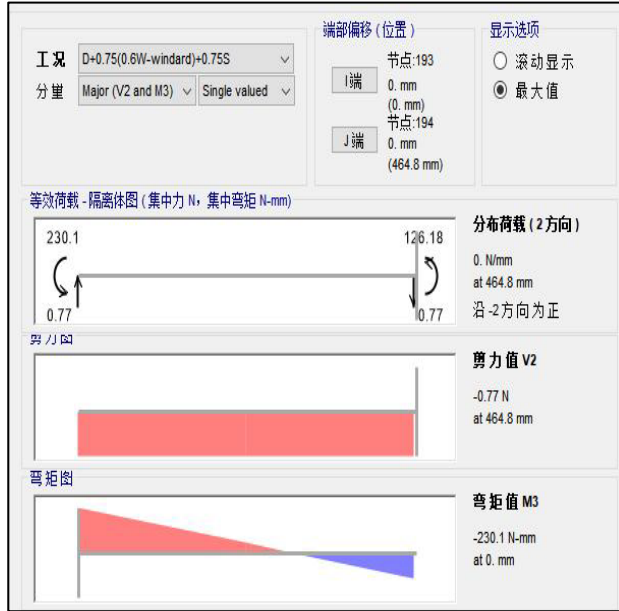 工况
D+0.75(0.6W-windard)+0.75S
分量
Major (V2 and M3)
Single valued
端部偏移 (位置)
I端
节点:193
0. mm
(0. mm)
J端
节点:194
0. mm
(464.8 mm)
显示选项
滚动显示
最大值
等效荷载 - 隔离体图 (集中力 N，集中弯矩 N-mm)
230.1
126.18
0.77
0.77
分布荷载 (2方向)
0. N/mm
at 464.8 mm
沿 -2方向为正
剪力图
剪力值 V2
-0.77 N
at 464.8 mm
弯矩图
弯矩值 M3
-230.1 N-mm
at 0. mm